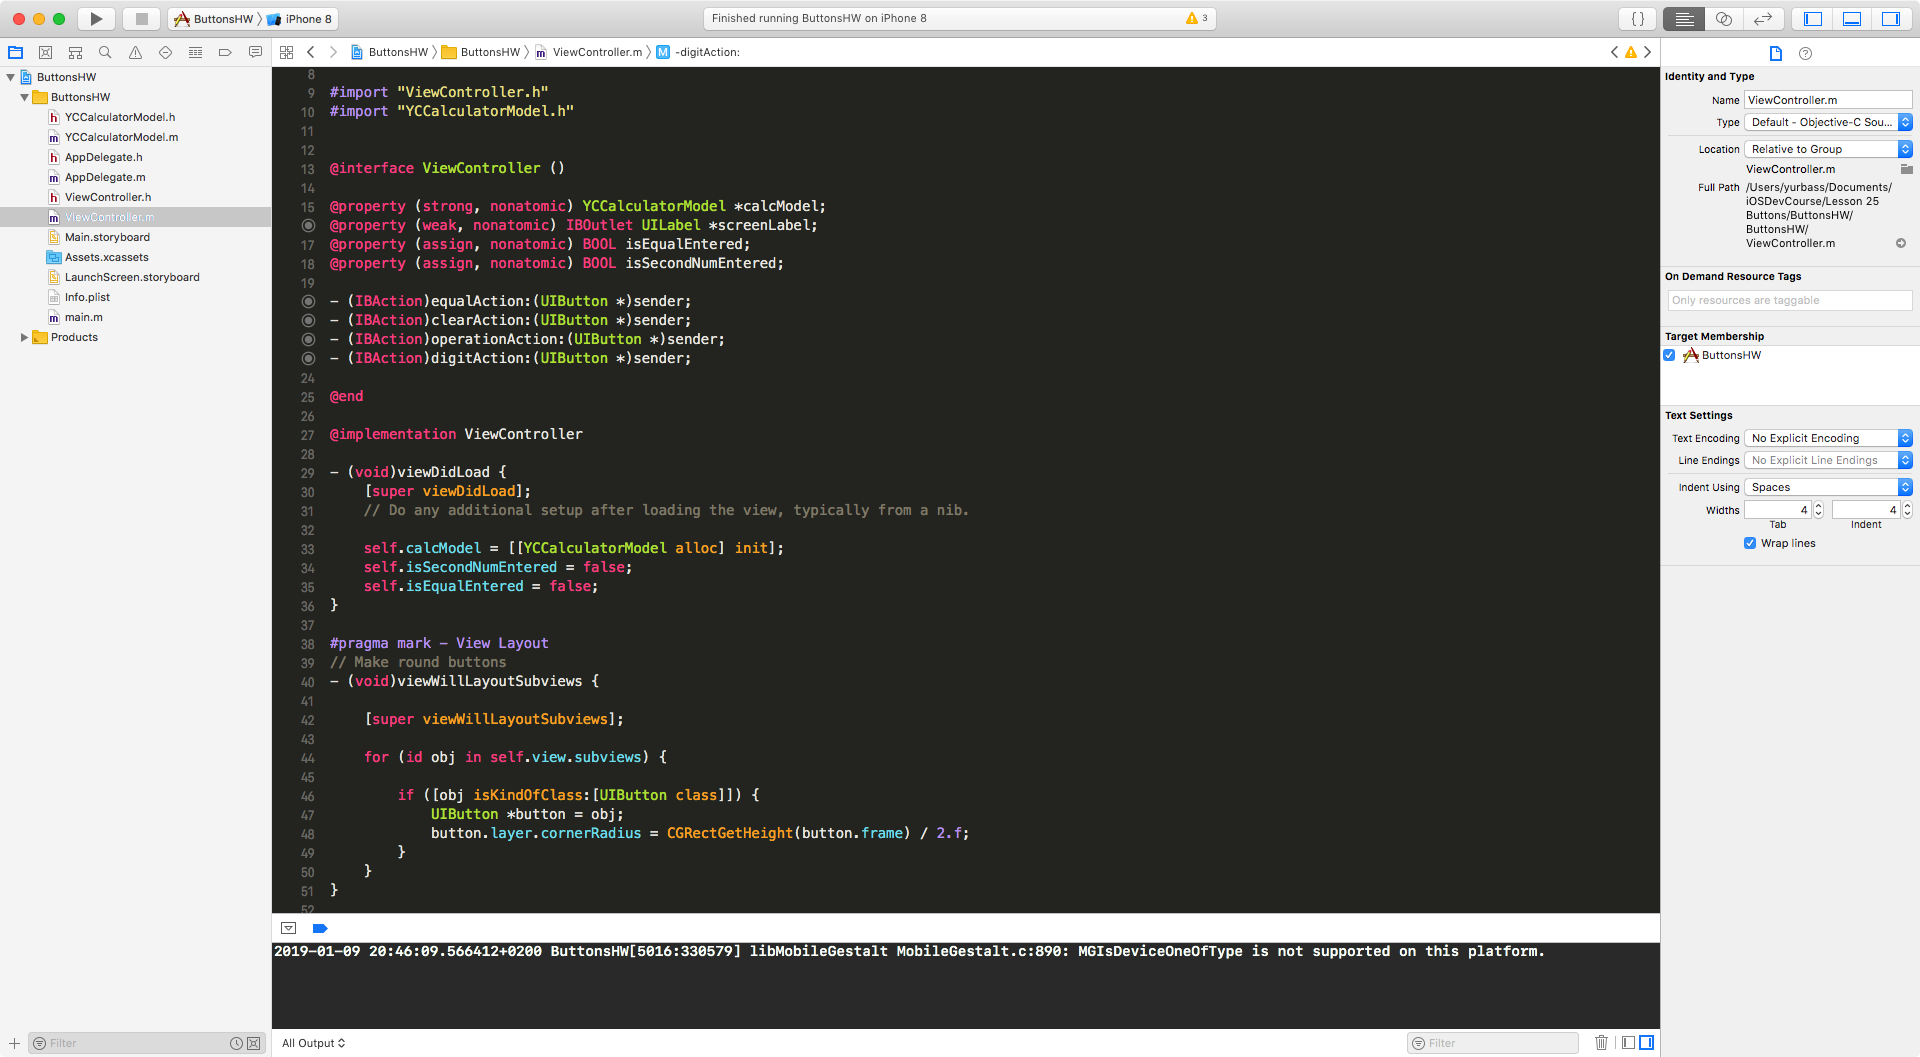 ButtonsHW
iPhone 8
Finished running ButtonsHW on iPhone 8
3
{ }
ButtonsHW
ButtonsHW
ViewController.m
M
-digitAction:
ButtonsHW
ButtonsHW
YCCalculatorModel.h
YCCalculatorModel.m
AppDelegate.h
AppDelegate.m
ViewController.h
ViewController.m
Main.storyboard
Assets.xcassets
LaunchScreen.storyboard
Info.plist
main.m
Products
Filter
8
9 #import "ViewController.h"
10 #import "YCCalculatorModel.h"
11
12
13 @interface ViewController ()
14
15 @property (strong, nonatomic) YCCalculatorModel *calcModel;
@property (weak, nonatomic) IBOutlet UILabel *screenLabel;
17 @property (assign, nonatomic) BOOL isEqualEntered;
18 @property (assign, nonatomic) BOOL isSecondNumEntered;
19
- (IBAction)equalAction:(UIButton *)sender;
- (IBAction)clearAction:(UIButton *)sender;
- (IBAction)operationAction:(UIButton *)sender;
- (IBAction)digitAction:(UIButton *)sender;
24
25 @end
26
27 @implementation ViewController
28
29 - (void)viewDidLoad {
30 [super viewDidLoad];
31 // Do any additional setup after loading the view, typically from a nib.
32
33 self.calcModel = [[YCCalculatorModel alloc] init];
34 self.isSecondNumEntered = false;
35 self.isEqualEntered = false;
36 }
37
38 #pragma mark - View Layout
39 // Make round buttons
40 - (void)viewWillLayoutSubviews {
41
42 [super viewWillLayoutSubviews];
43
44 for (id obj in self.view.subviews) {
45
46 if ([obj isKindOfClass:[UIButton class]]) {
47 UIButton *button = obj;
48 button.layer.cornerRadius = CGRectGetHeight(button.frame) / 2.f;
49 }
50 }
51 }
52
2019-01-09 20:46:09.566412+0200 ButtonsHW[5016:330579] libMobileGestalt MobileGestalt.c:890: MGIsDeviceOneOfType is not supported on this platform.
All Output
Filter
Identity and Type
Name ViewController.m
Type Default - Objective-C Sou...
Location Relative to Group
ViewController.m
Full Path /Users/yurbass/Documents/
iOSDevCourse/Lesson 25
Buttons/ButtonsHW/
ButtonsHW/
ViewController.m
On Demand Resource Tags
Only resources are taggable
Target Membership
ButtonsHW
Text Settings
Text Encoding No Explicit Encoding
Line Endings No Explicit Line Endings
Indent Using Spaces
Widths 4 4
Tab Indent
Wrap lines